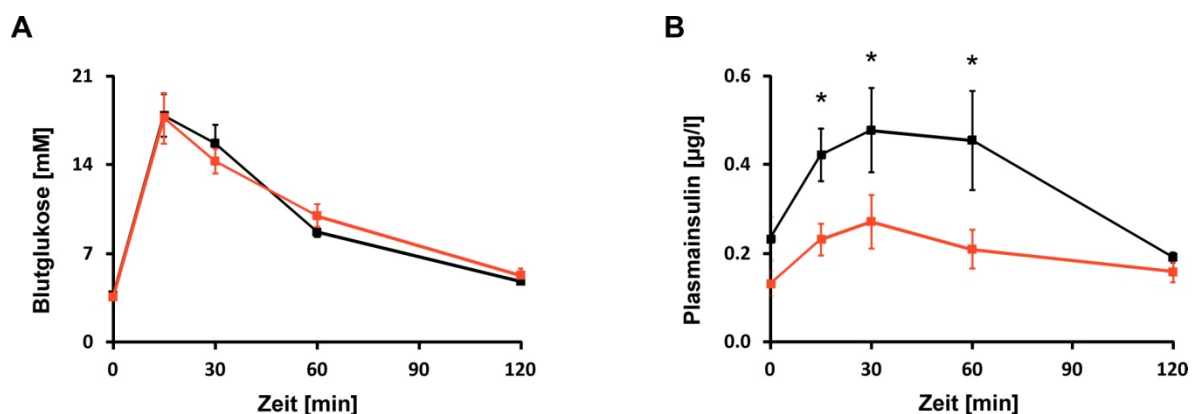 A
Blutglukose [mM]
21
14
7
0
0 30 60 90 120
Zeit [min]
B
Plasmainsulin [µg/l]
0.6
0.4
0.2
0.0
* * *
0 30 60 90 120
Zeit [min]